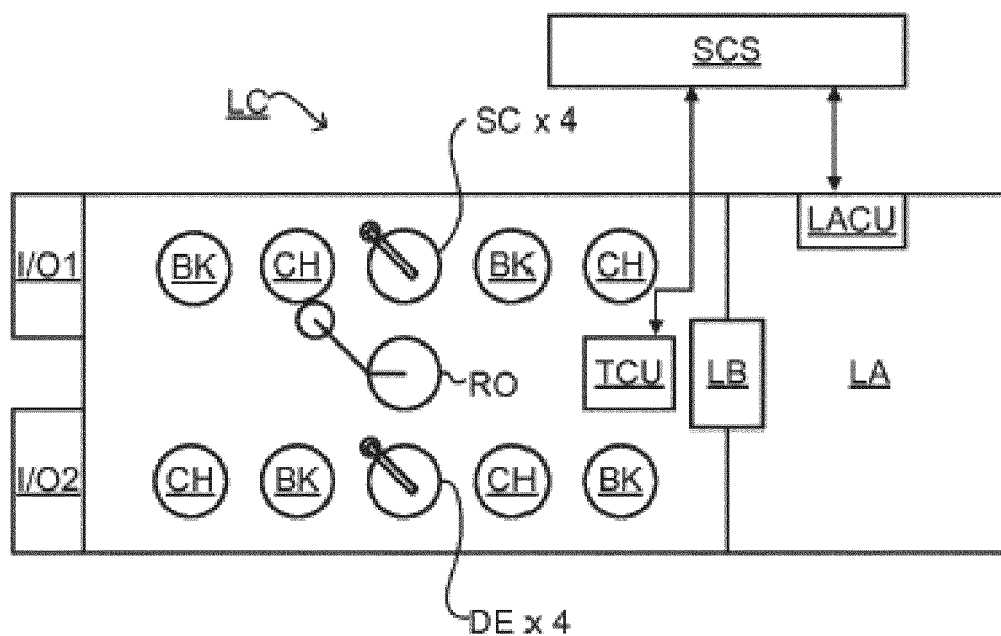 SCS
LC
SC x 4
LACU
I/O1
BK
CH
BK
CH
TCU
LB
LA
RO
I/O2
CH
BK
CH
BK
DE x 4